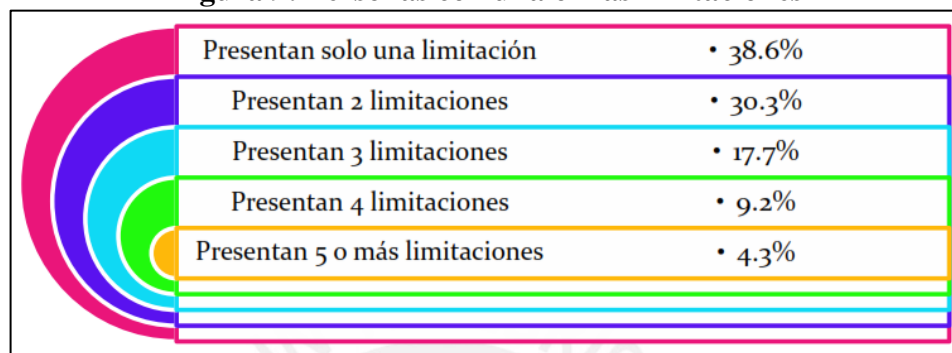 Presentan solo una limitación • 38.6%
Presentan 2 limitaciones • 30.3%
Presentan 3 limitaciones • 17.7%
Presentan 4 limitaciones • 9.2%
Presentan 5 o más limitaciones • 4.3%